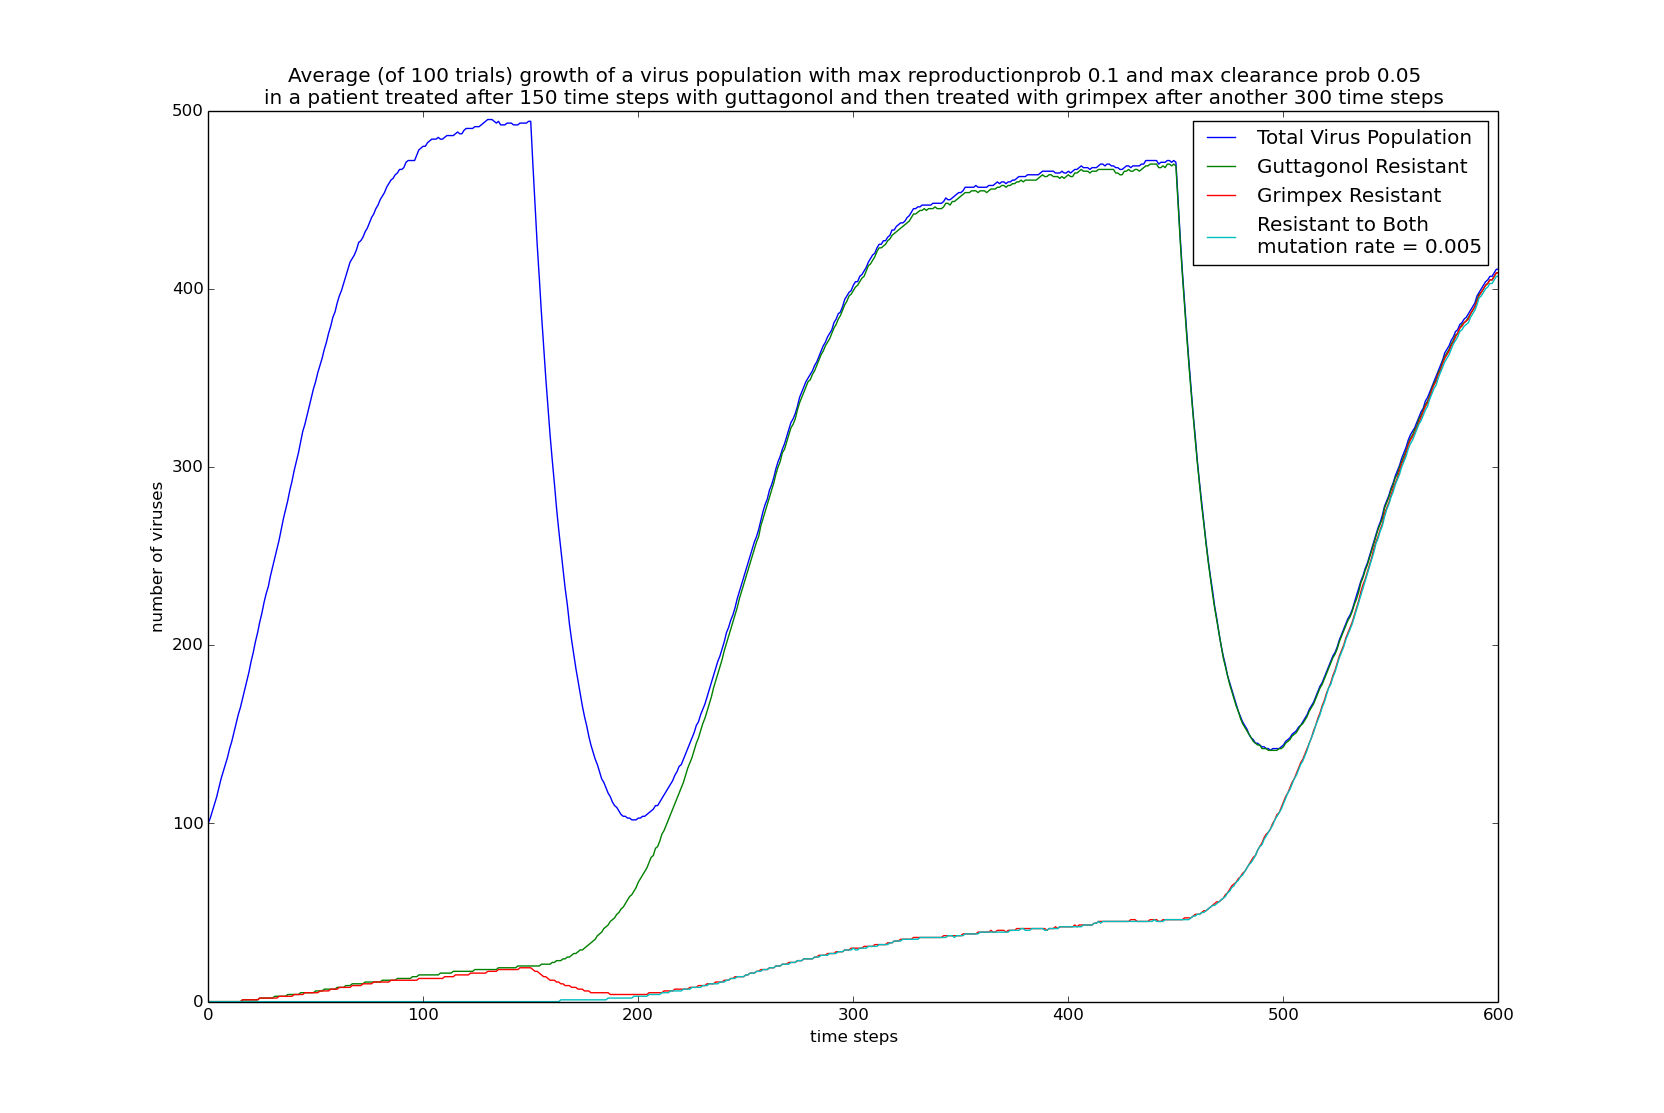 Average (of 100 trials) growth of a virus population with max reproductionprob 0.1 and max clearance prob 0.05
in a patient treated after 150 time steps with guttagonol and then treated with grimpex after another 300 time steps
500
400
300
200
100
0
number of viruses
Total Virus Population
Guttagonol Resistant
Grimpex Resistant
Resistant to Both
mutation rate = 0.005
0 100 200 300 400 500 600
time steps